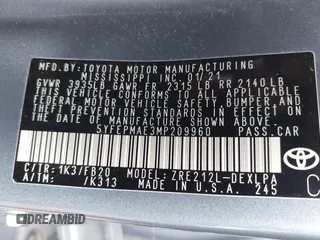 MFD.BY:TOYOTA MOTOR MANUFACTURING
MISSISSIPPI INC. 01/21
GVWR 3935LB GAWR FR 2315 LB RR 2140 LB
THIS VEHICLE CONFORMS TO ALL APPLICABLE
FEDERAL MOTOR VEHICLE SAFETY, BUMPER, AND
THEFT PREVENTION STANDARDS IN EFFECT ON
THE DATE OF MANUFACTURE SHOWN ABOVE.
5YFEPMAE3MP209960 PASS. CAR
C/TR: 1K3/FB20 MODEL: ZRE212L-DEXLPA
A/TM: /K313 MADE IN U.S.A. 245
TOYOTA
C
DREAMBID